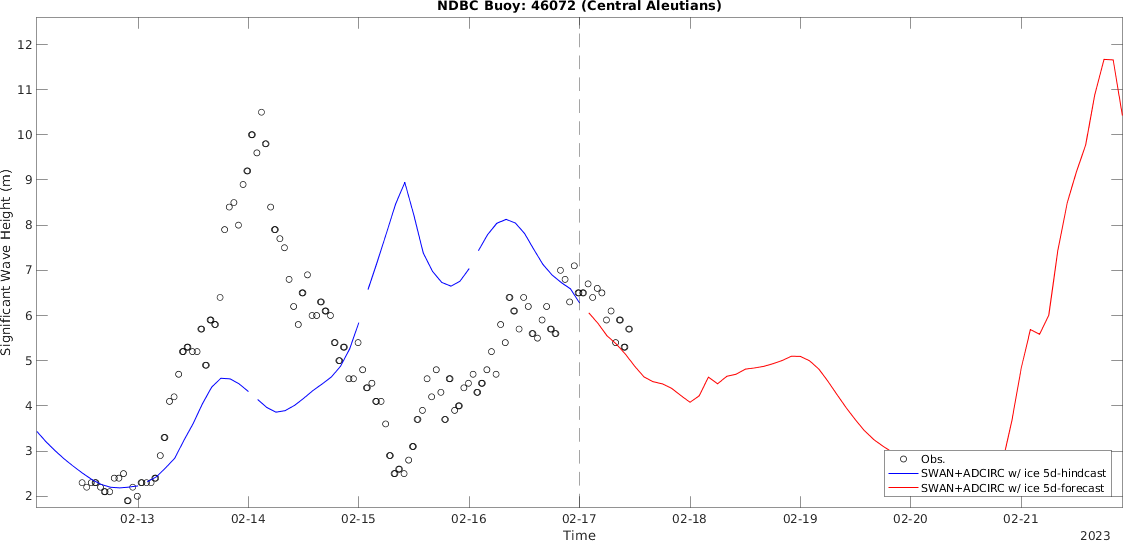 NDBC Buoy: 46072 (Central Aleutians)
12
11
10
9
8
7
6
5
4
3
2
Significant Wave Height (m)
Obs.
SWAN+ADCIRC w/ ice 5d-hindcast
SWAN+ADCIRC w/ ice 5d-forecast
02-13 02-14 02-15 02-16 02-17 02-18 02-19 02-20 02-21
Time
2023